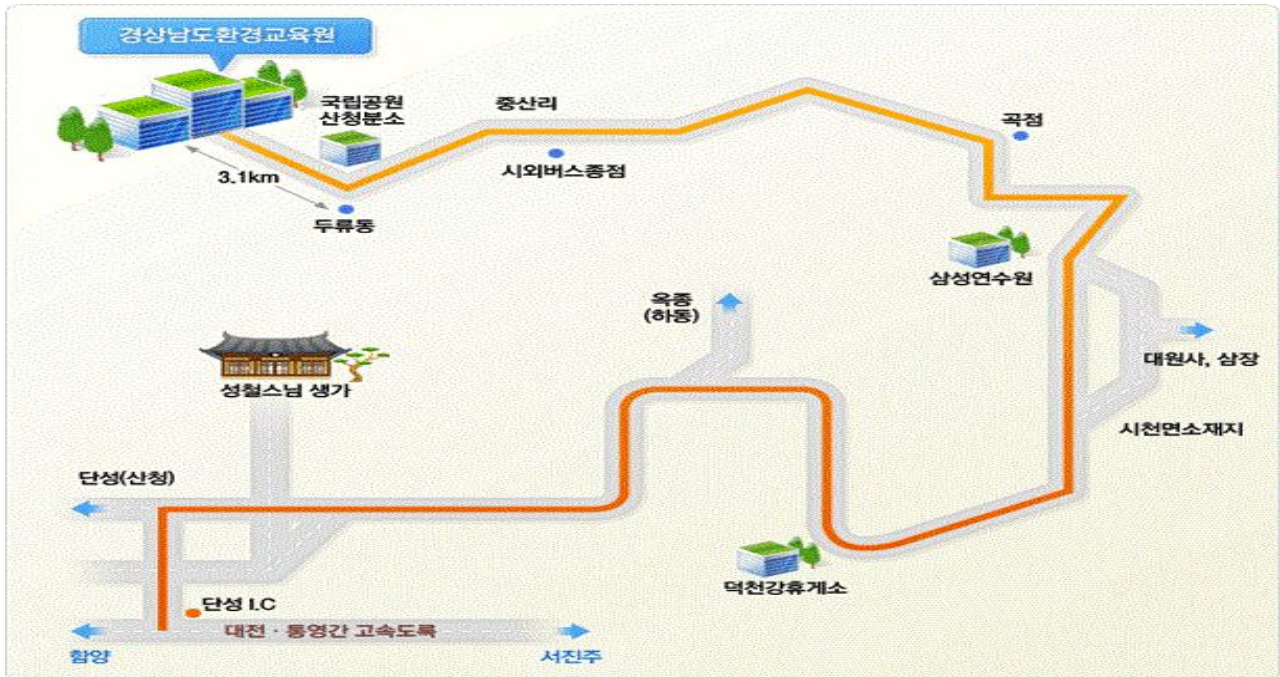 경상남도환경교육원
국립공원
산청분소
중산리
곡점
시외버스종점
3.1km
두류동
삼성연수원
옥종
(하동)
대원사, 삼장
성철스님 생가
시천면소재지
단성(산청)
덕천강휴게소
단성 I.C
대전 · 통영간 고속도록
함양
서진주